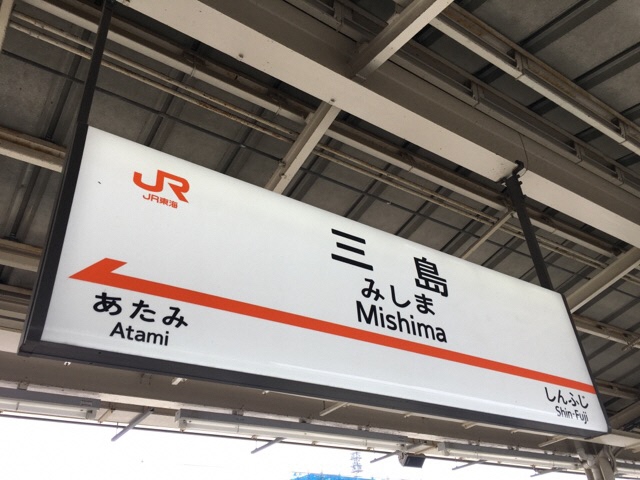 JR
JR東海
三島
みしま
Mishima
あたみ
Atami
しんふじ
Shin-Fuji